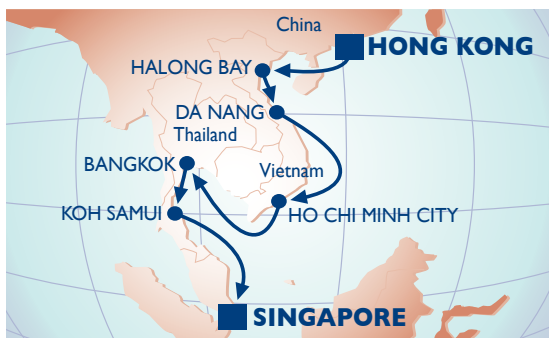 China
HONG KONG
HALONG BAY
DA NANG
Thailand
BANGKOK
Vietnam
KOH SAMUI
HO CHI MINH CITY
SINGAPORE